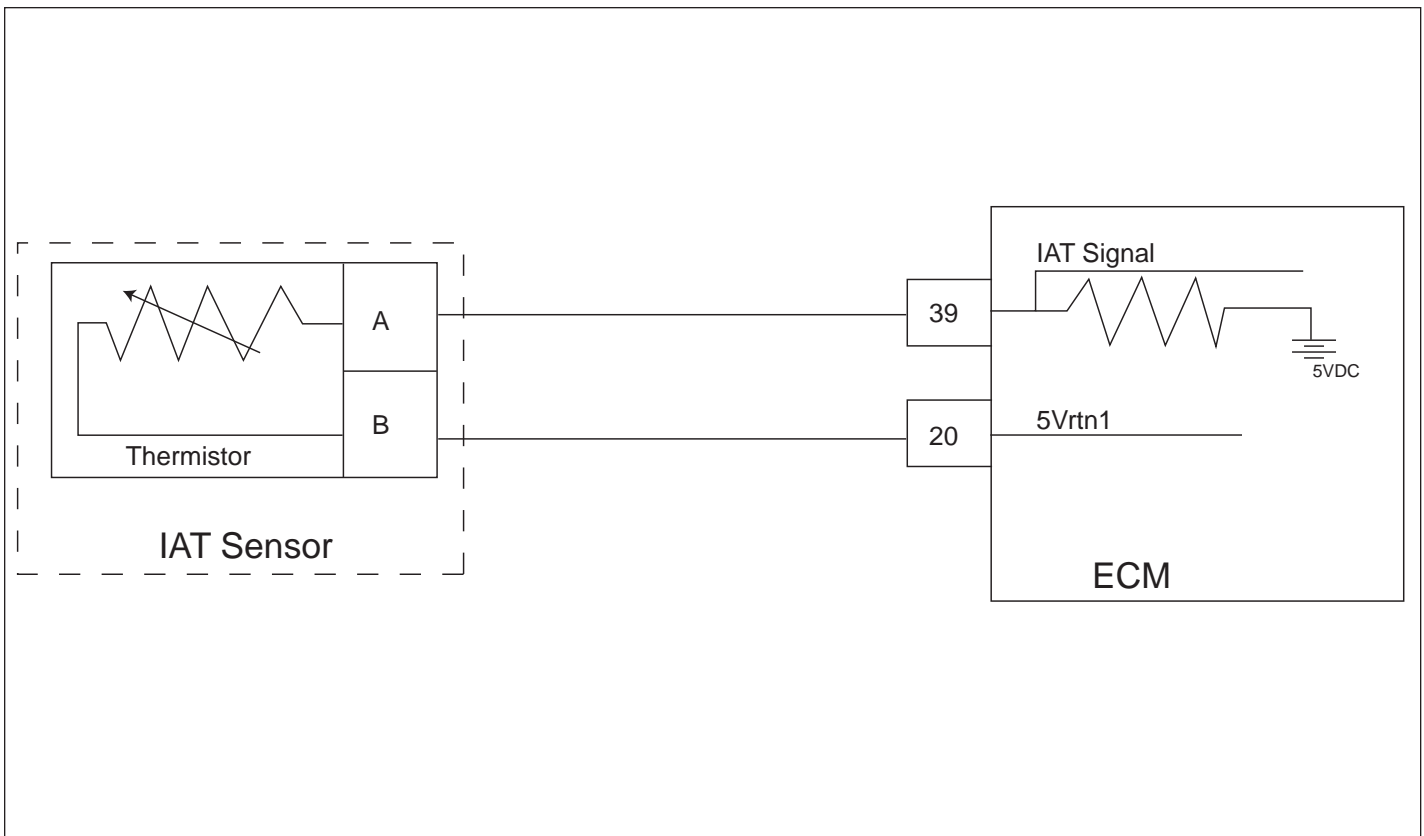 A
B
Thermistor
IAT Sensor
39
20
IAT Signal
5VDC
5Vrtn1
ECM